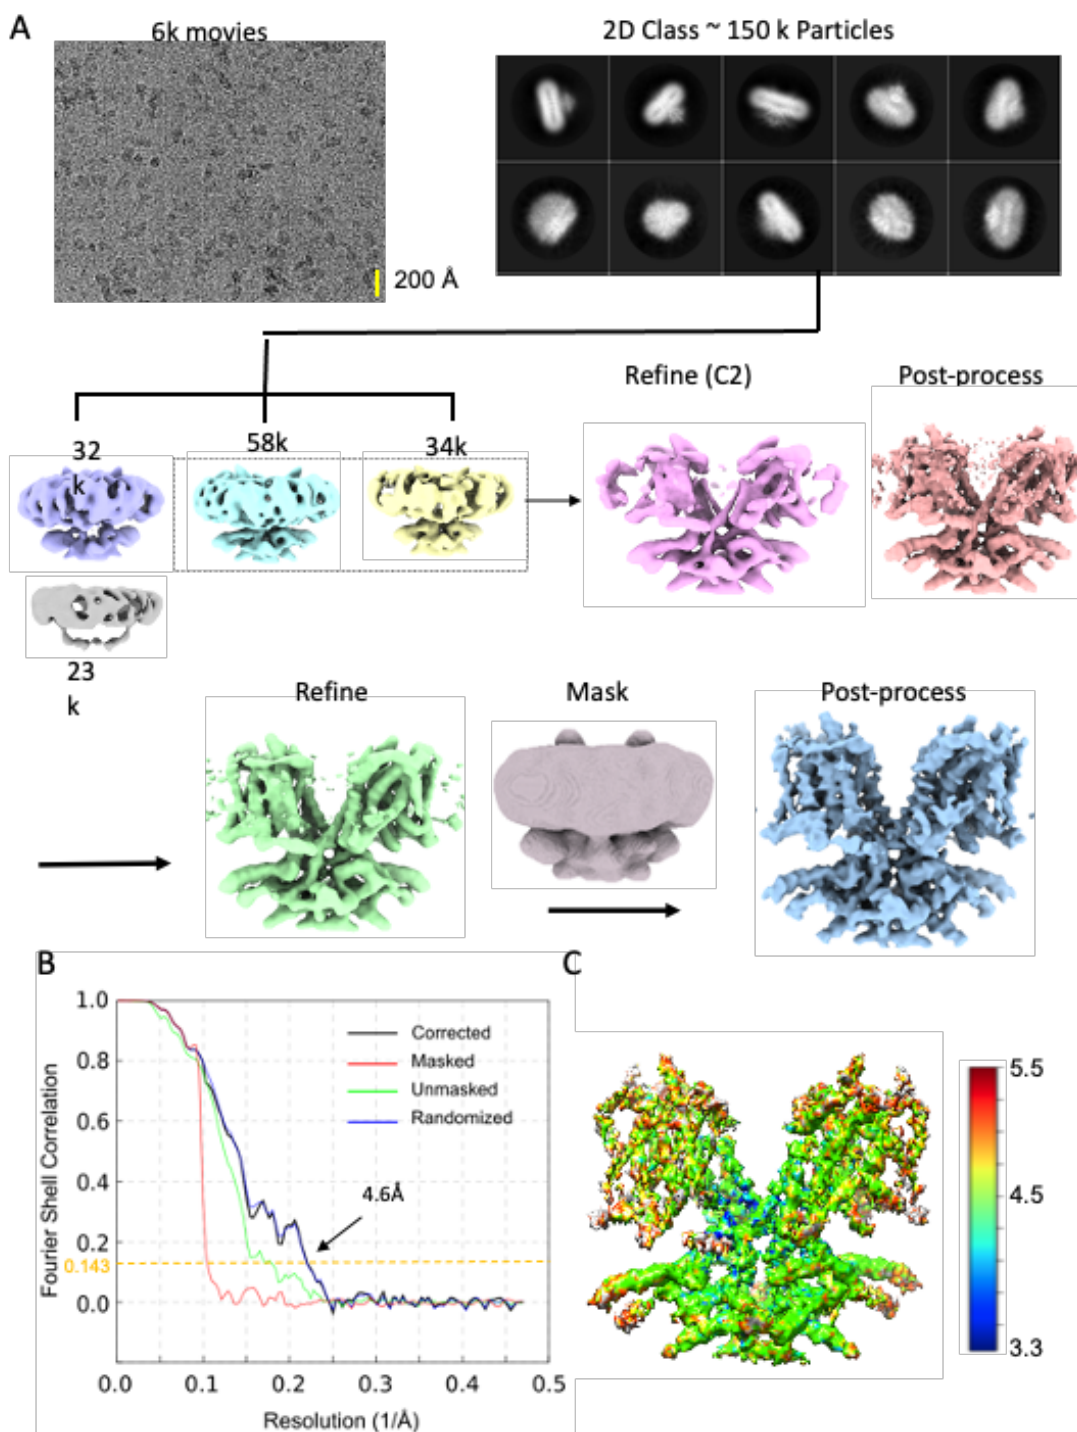 A
6k movies
2D Class ~ 150 k Particles
200 Å
Refine (C2)
Post-process
32
k
58k
34k
23
k
Refine
Mask
Post-process
B
C
1.0
0.8
0.6
0.4
0.2
0.143
0.0
Fourier Shell Correlation
Corrected
Masked
Unmasked
Randomized
4.6Å
0.0
0.1
0.2
0.3
0.4
0.5
Resolution (1/Å)
5.5
4.5
3.3